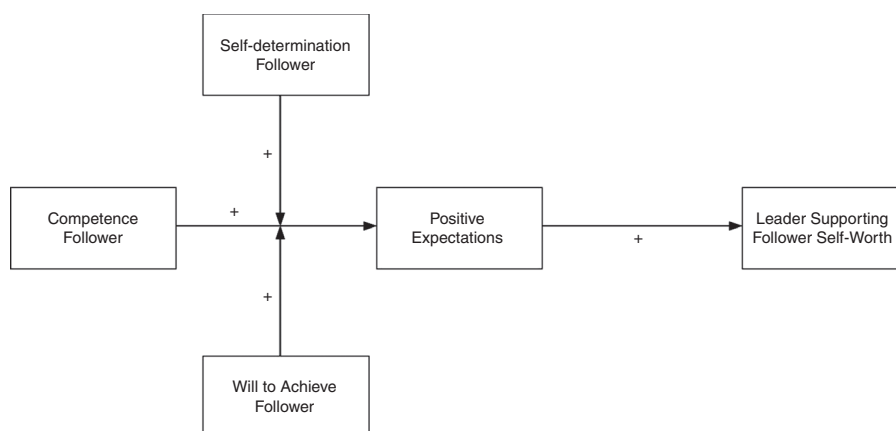 Self-determination
Follower
+
Competence
Follower
+
Positive
Expectations
+
Leader Supporting
Follower Self-Worth
+
Will to Achieve
Follower